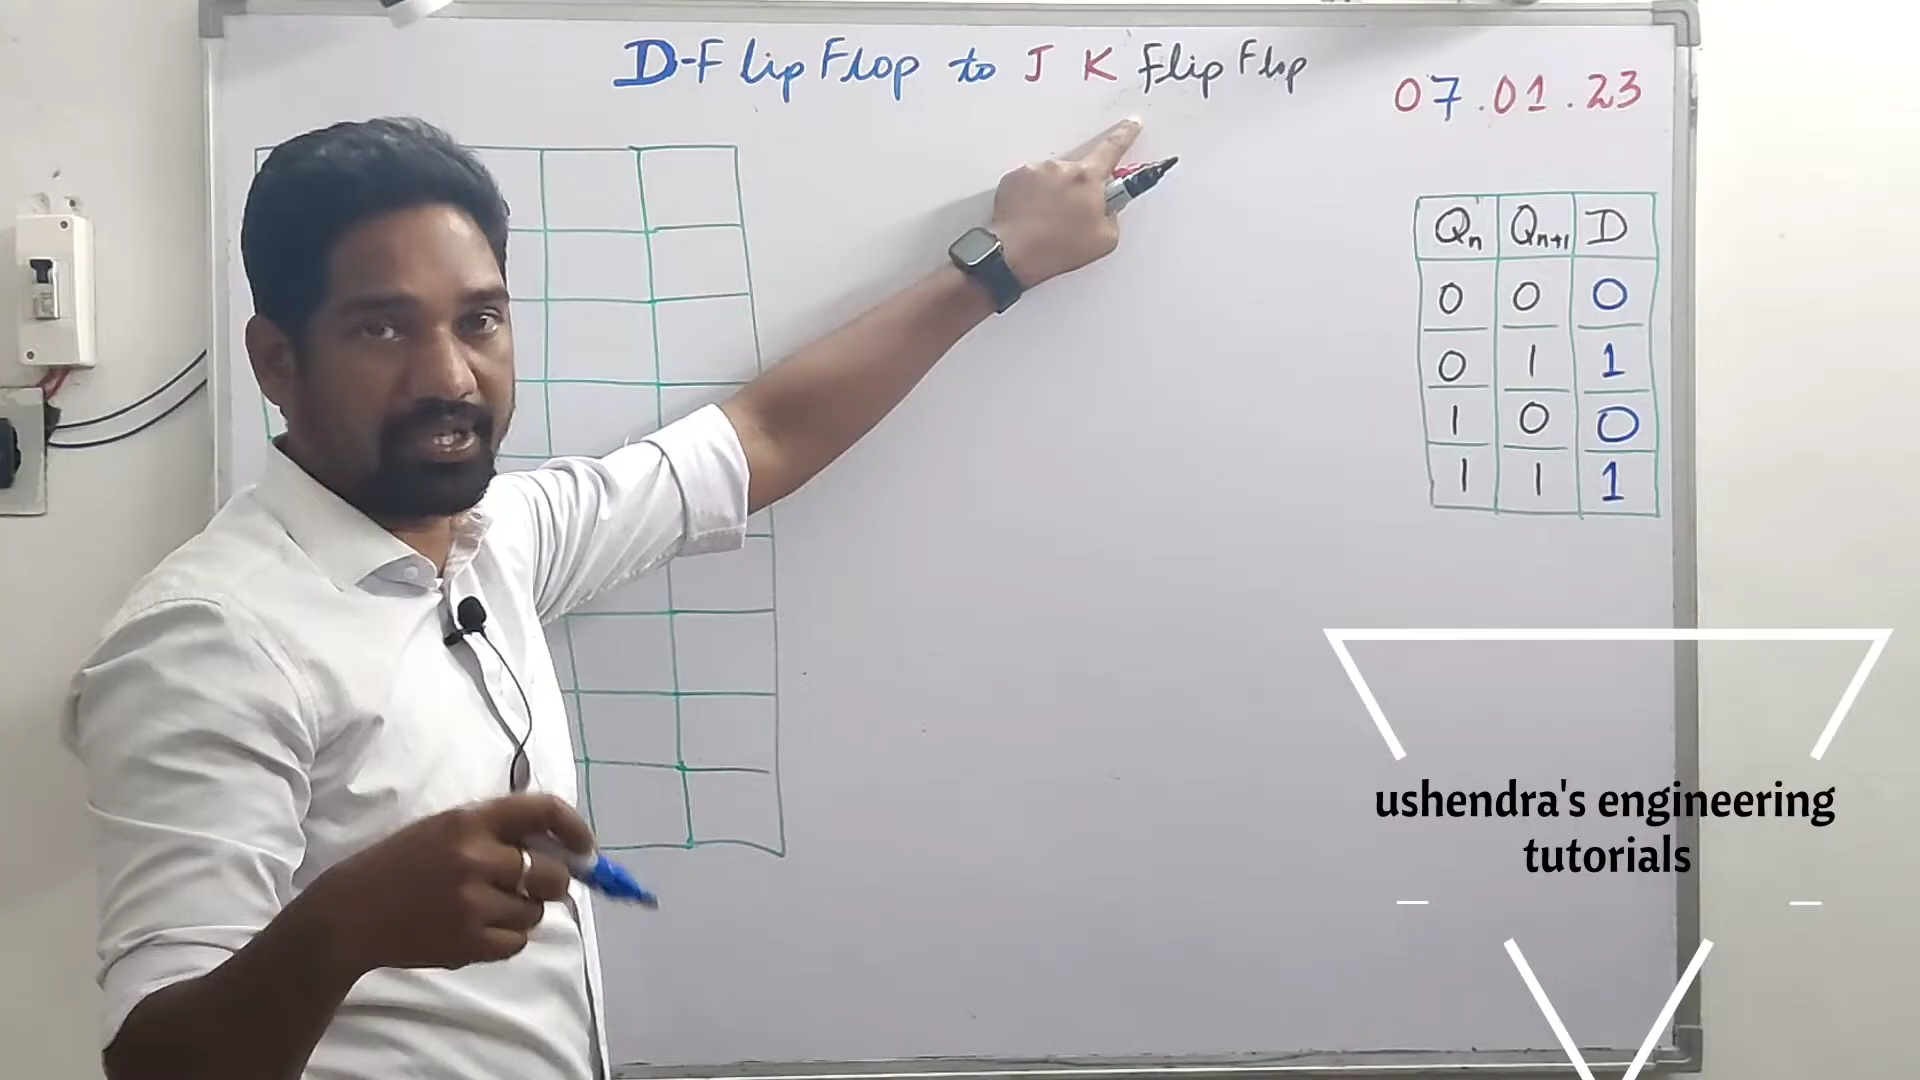 D-Flip Flop to J K Flip Flop
07.01.23
Qn Qn+1 D
0 0 0
0 1 1
1 0 0
1 1 1
ushendra's engineering
tutorials